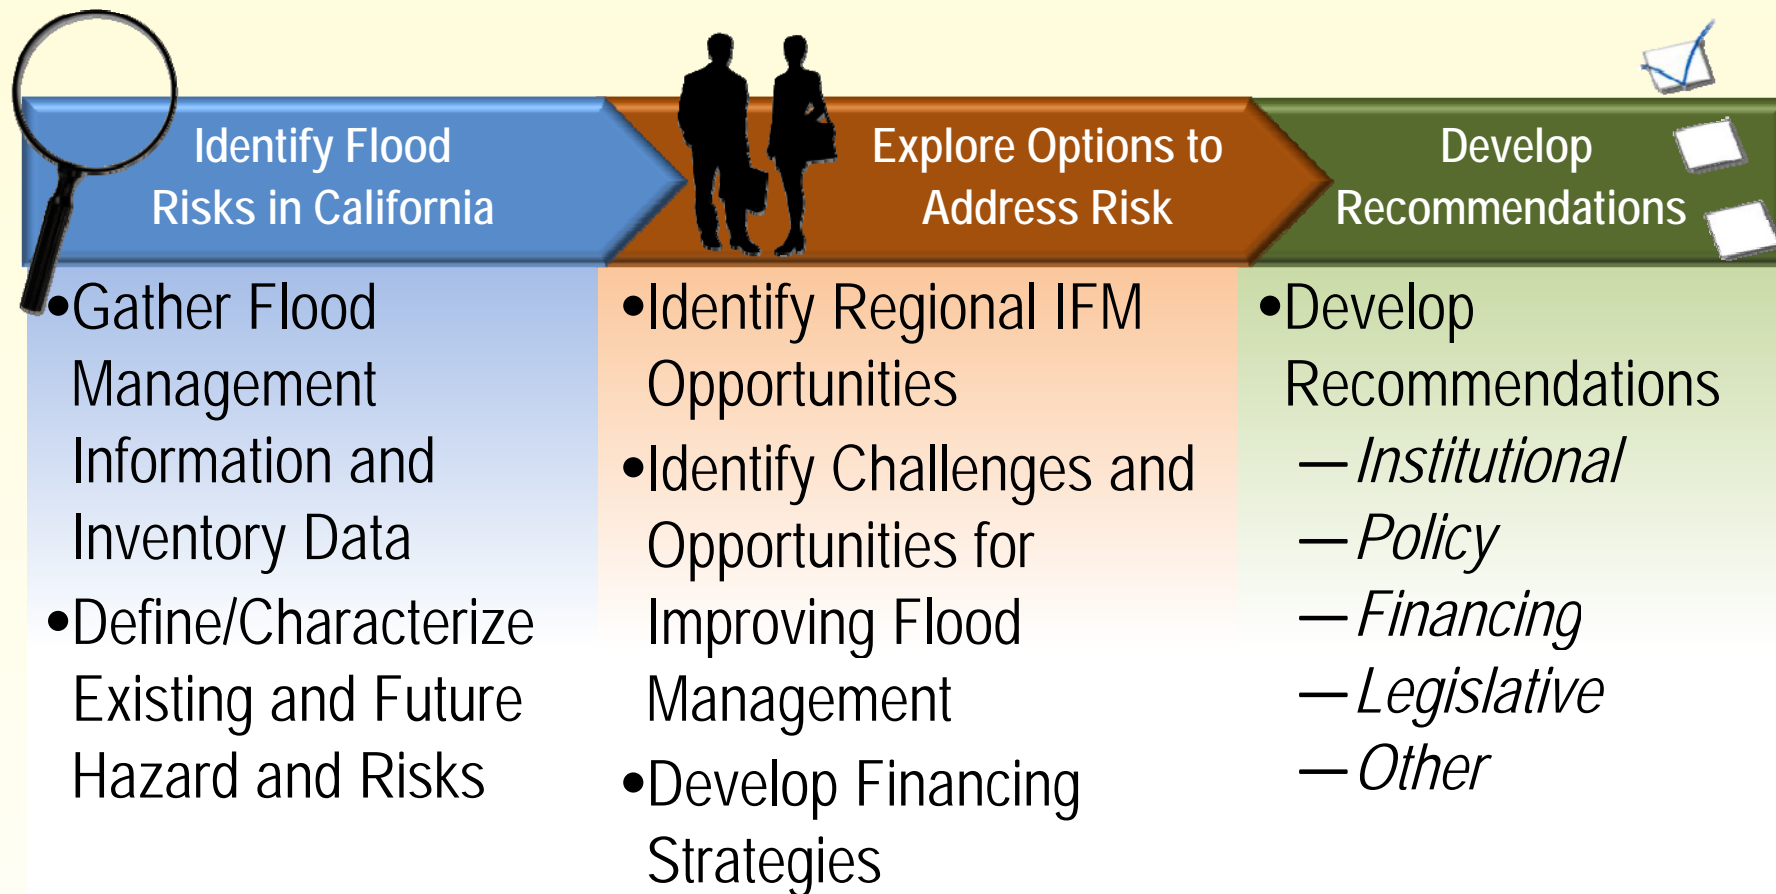 Identify Flood
Risks in California
•Gather Flood
Management
Information and
Inventory Data
•Define/Characterize
Existing and Future
Hazard and Risks
Explore Options to
Address Risk
•Identify Regional IFM
Opportunities
•Identify Challenges and
Opportunities for
Improving Flood
Management
•Develop Financing
Strategies
Develop
Recommendations
•Develop
Recommendations
—Institutional
—Policy
—Financing
—Legislative
—Other